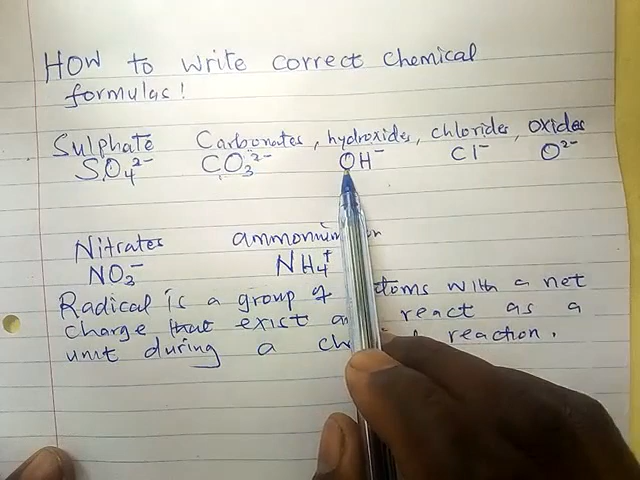 How to write correct chemical
formulas!
Sulphate Carbonates, hydroxides, chlorides, oxides
SO₄²⁻ CO₃²⁻ OH⁻ Cl⁻ O²⁻
Nitrates ammonium
NO₃⁻ NH₄⁺
Radical is a group of atoms with a net
charge that exist react as a
unit during a reaction.